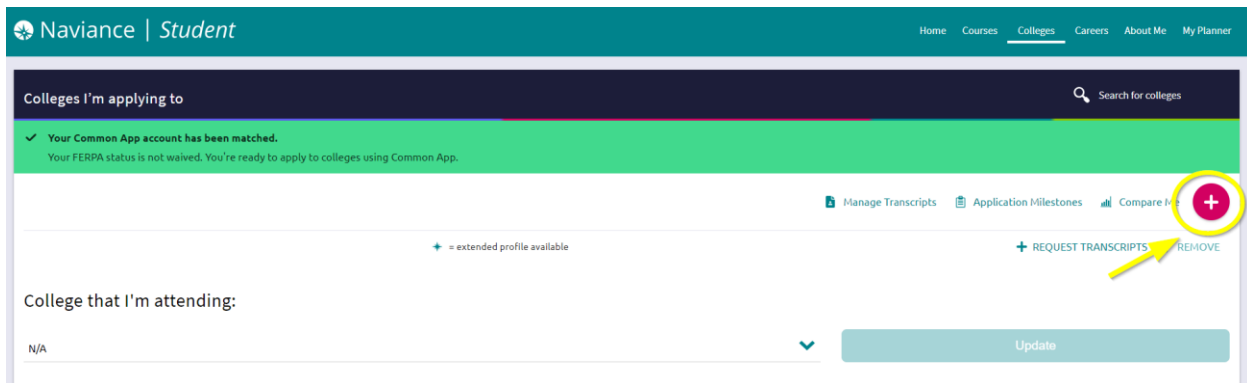 Naviance | Student
Home Courses Colleges Careers About Me My Planner
Colleges I'm applying to
Search for colleges
Your Common App account has been matched.
Your FERPA status is not waived. You're ready to apply to colleges using Common App.
Manage Transcripts Application Milestones Compare Me
= extended profile available
+ REQUEST TRANSCRIPTS REMOVE
College that I'm attending:
N/A
Update